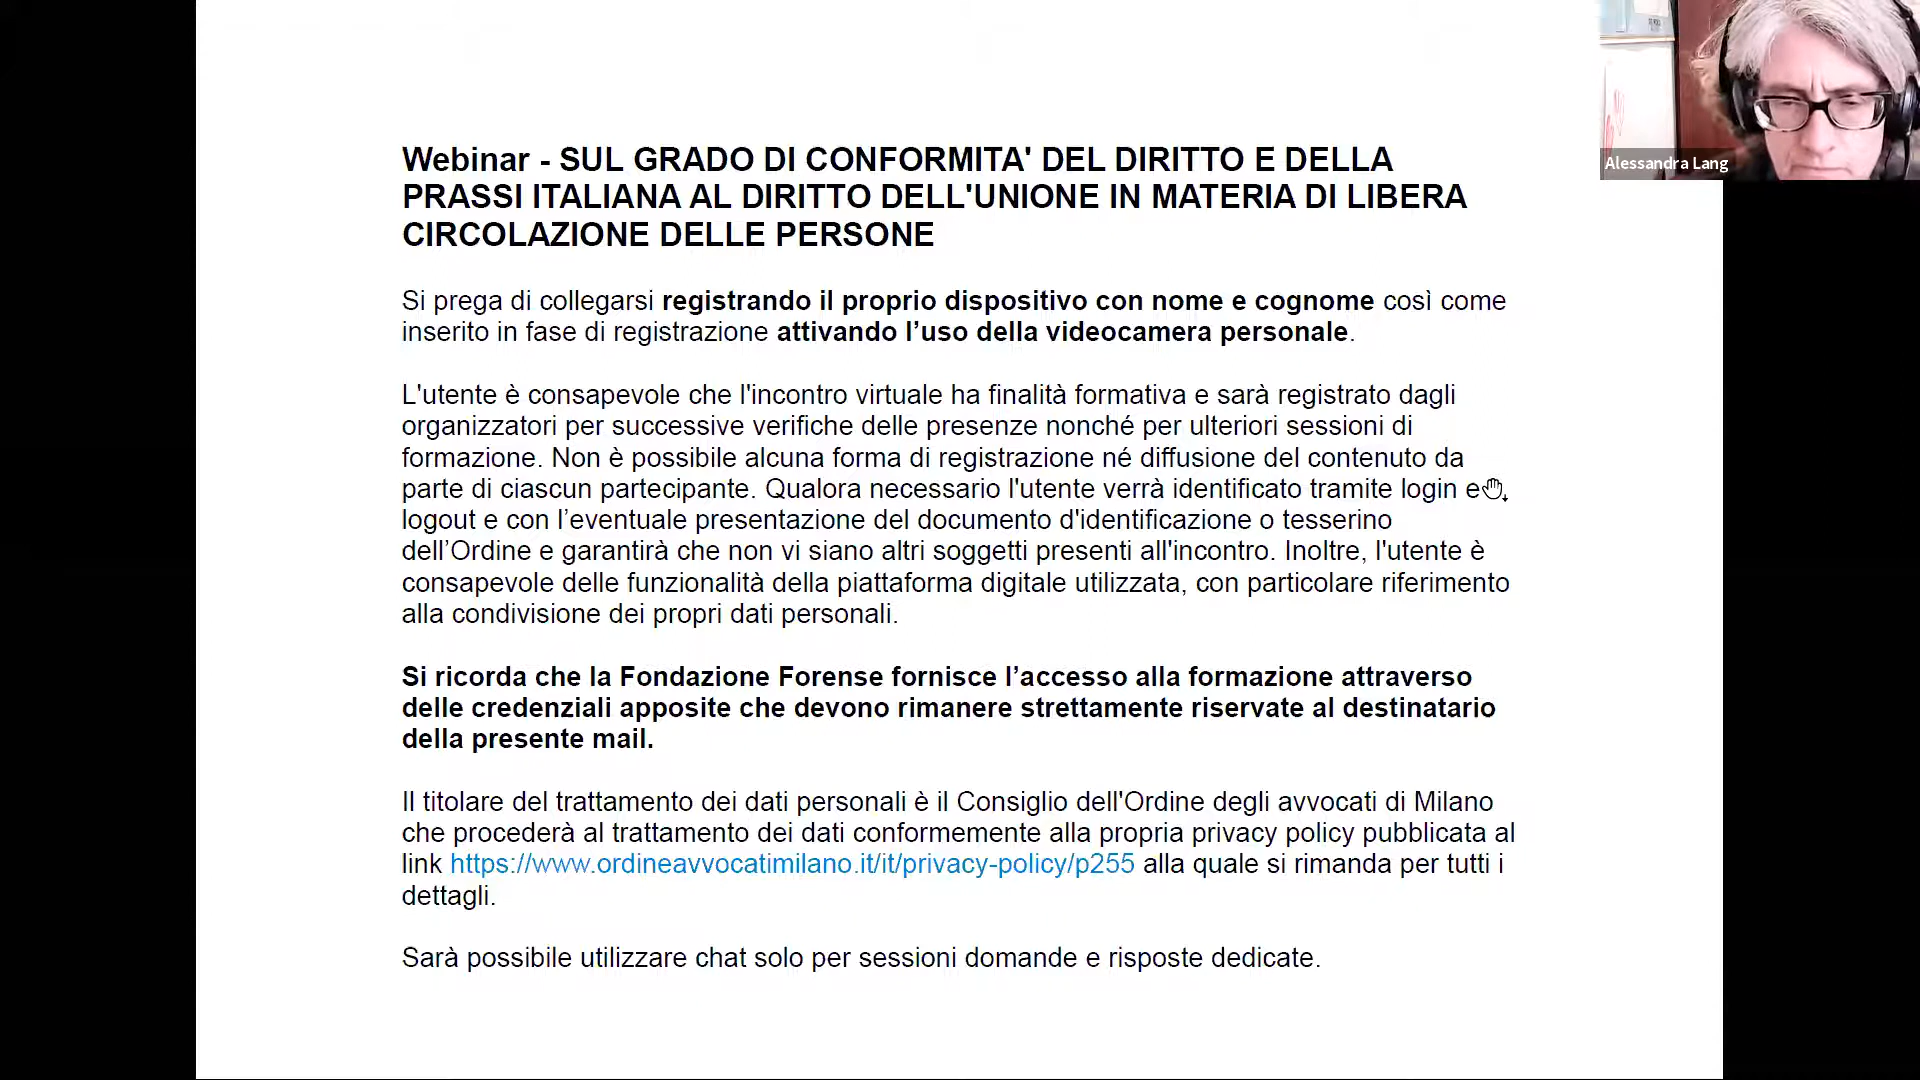 Webinar - SUL GRADO DI CONFORMITA' DEL DIRITTO E DELLA
PRASSI ITALIANA AL DIRITTO DELL'UNIONE IN MATERIA DI LIBERA
CIRCOLAZIONE DELLE PERSONE
Si prega di collegarsi registrando il proprio dispositivo con nome e cognome così come
inserito in fase di registrazione attivando l’uso della videocamera personale.
L'utente è consapevole che l'incontro virtuale ha finalità formativa e sarà registrato dagli
organizzatori per successive verifiche delle presenze nonché per ulteriori sessioni di
formazione. Non è possibile alcuna forma di registrazione né diffusione del contenuto da
parte di ciascun partecipante. Qualora necessario l'utente verrà identificato tramite login e
logout e con l’eventuale presentazione del documento d'identificazione o tesserino
dell’Ordine e garantirà che non vi siano altri soggetti presenti all'incontro. Inoltre, l'utente è
consapevole delle funzionalità della piattaforma digitale utilizzata, con particolare riferimento
alla condivisione dei propri dati personali.
Si ricorda che la Fondazione Forense fornisce l’accesso alla formazione attraverso
delle credenziali apposite che devono rimanere strettamente riservate al destinatario
della presente mail.
Il titolare del trattamento dei dati personali è il Consiglio dell'Ordine degli avvocati di Milano
che procederà al trattamento dei dati conformemente alla propria privacy policy pubblicata al
link https://www.ordineavvocatimilano.it/it/privacy-policy/p255 alla quale si rimanda per tutti i
dettagli.
Sarà possibile utilizzare chat solo per sessioni domande e risposte dedicate.
Alessandra Lang